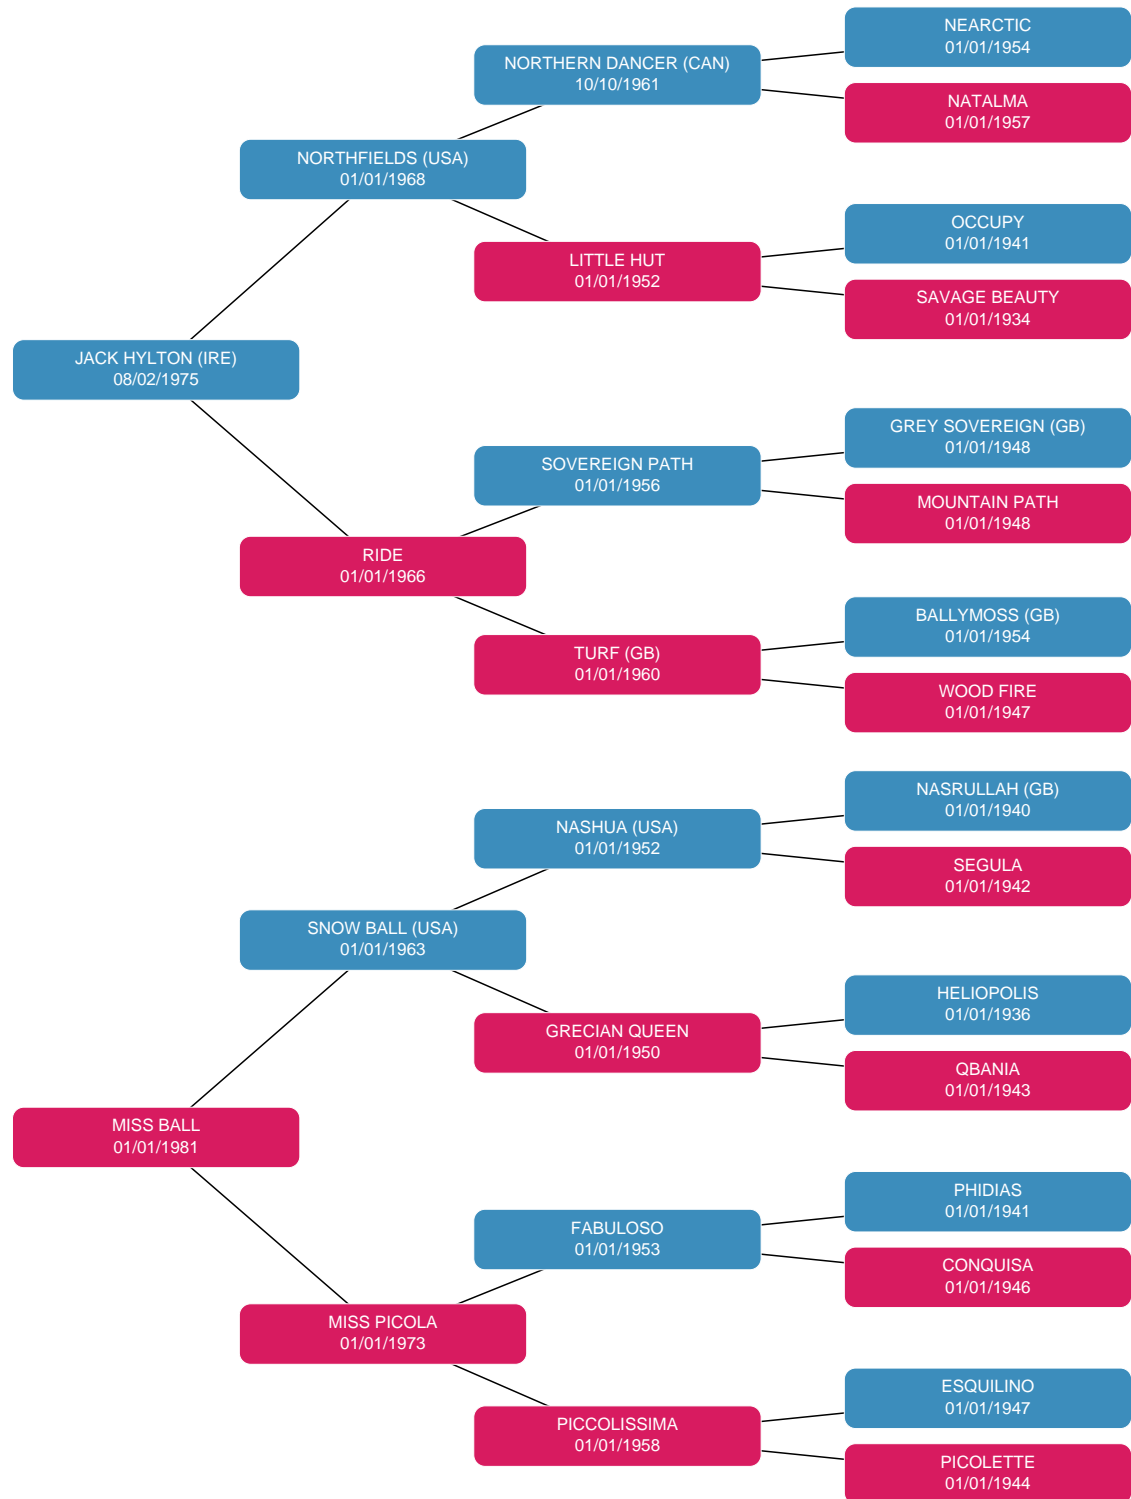 NEARCTIC
01/01/1954
NORTHERN DANCER (CAN)
10/10/1961
NATALMA
01/01/1957
NORTHFIELDS (USA)
01/01/1968
OCCUPY
01/01/1941
LITTLE HUT
01/01/1952
SAVAGE BEAUTY
01/01/1934
JACK HYLTON (IRE)
08/02/1975
GREY SOVEREIGN (GB)
01/01/1948
SOVEREIGN PATH
01/01/1956
MOUNTAIN PATH
01/01/1948
RIDE
01/01/1966
BALLYMOSS (GB)
01/01/1954
TURF (GB)
01/01/1960
WOOD FIRE
01/01/1947
NASRULLAH (GB)
01/01/1940
NASHUA (USA)
01/01/1952
SEGULA
01/01/1942
SNOW BALL (USA)
01/01/1963
HELIOPOLIS
01/01/1936
GRECIAN QUEEN
01/01/1950
QBANIA
01/01/1943
MISS BALL
01/01/1981
PHIDIAS
01/01/1941
FABULOSO
01/01/1953
CONQUISA
01/01/1946
MISS PICOLA
01/01/1973
ESQUILINO
01/01/1947
PICCOLISSIMA
01/01/1958
PICOLETTE
01/01/1944